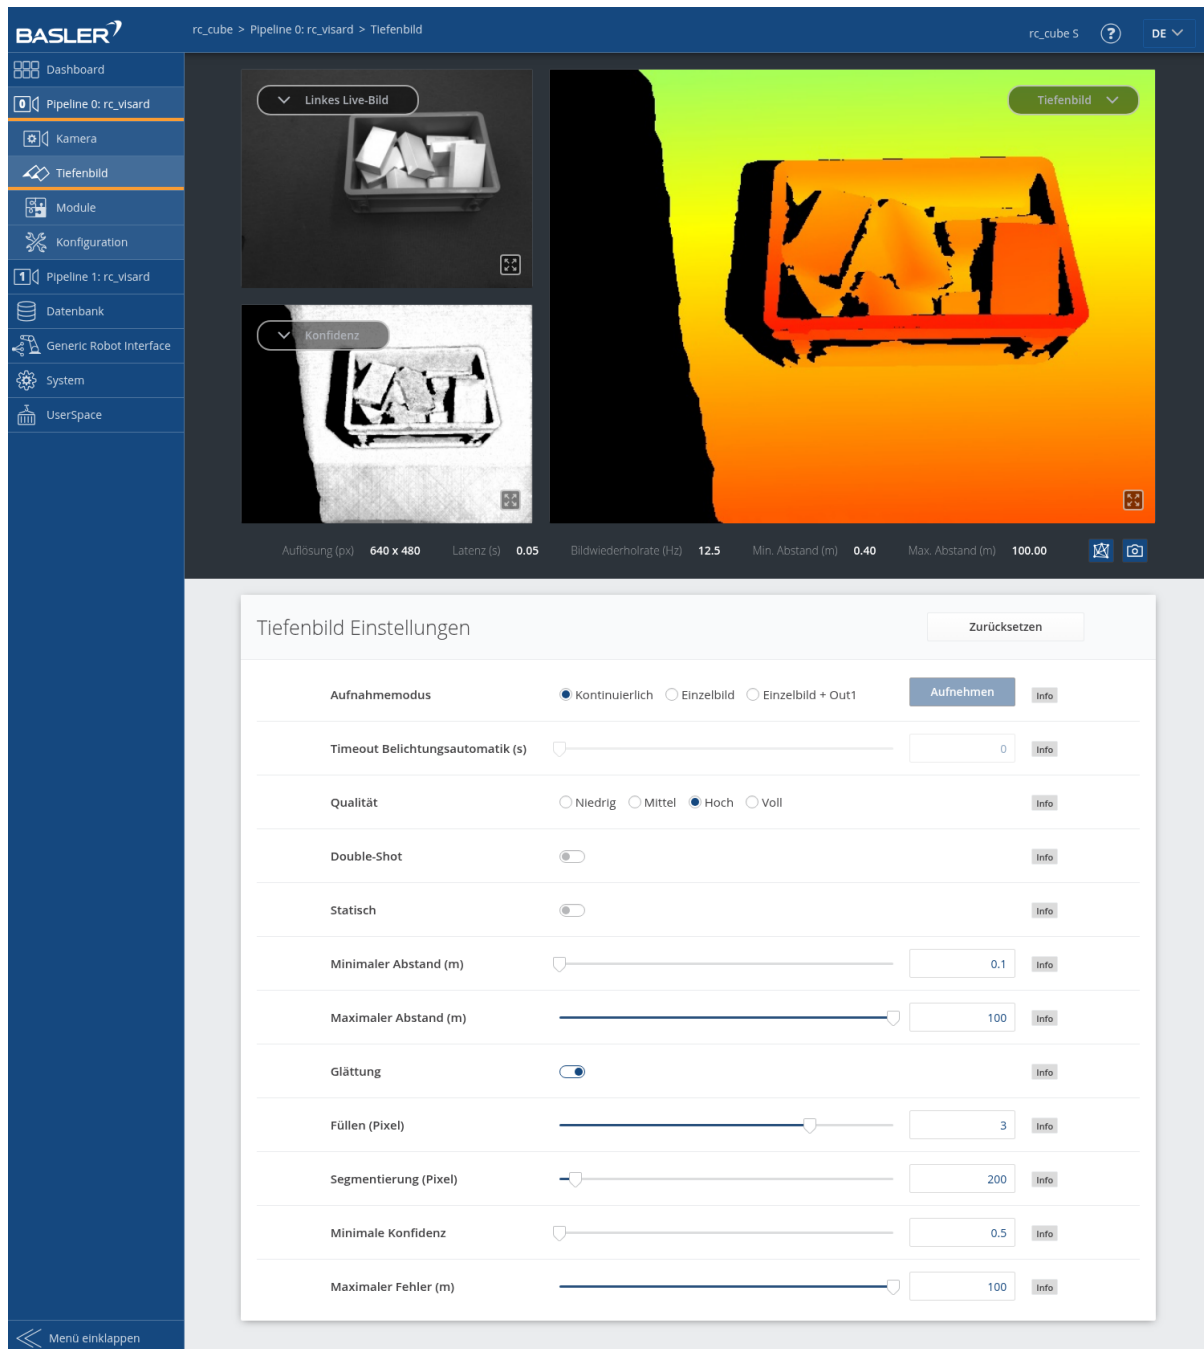 BASLER
rc_cube > Pipeline 0: rc_visard > Tiefenbild
rc_cube S
?
DE
Dashboard
0 Pipeline 0: rc_visard
Kamera
Tiefenbild
Module
Konfiguration
1 Pipeline 1: rc_visard
Datenbank
Generic Robot Interface
System
UserSpace
Menü einklappen
Linkes Live-Bild
Tiefenbild
Konfidenz
Auflösung (px) 640 x 480 Latenz (s) 0.05 Bildwiederholrate (Hz) 12.5 Min. Abstand (m) 0.40 Max. Abstand (m) 100.00
Tiefenbild Einstellungen Zurücksetzen
Aufnahmemodus Kontinuierlich Einzelbild Einzelbild + Out1 Aufnehmen Info
Timeout Belichtungsautomatik (s) 0 Info
Qualität Niedrig Mittel Hoch Voll Info
Double-Shot Info
Statisch Info
Minimaler Abstand (m) 0.1 Info
Maximaler Abstand (m) 100 Info
Glättung Info
Füllen (Pixel) 3 Info
Segmentierung (Pixel) 200 Info
Minimale Konfidenz 0.5 Info
Maximaler Fehler (m) 100 Info